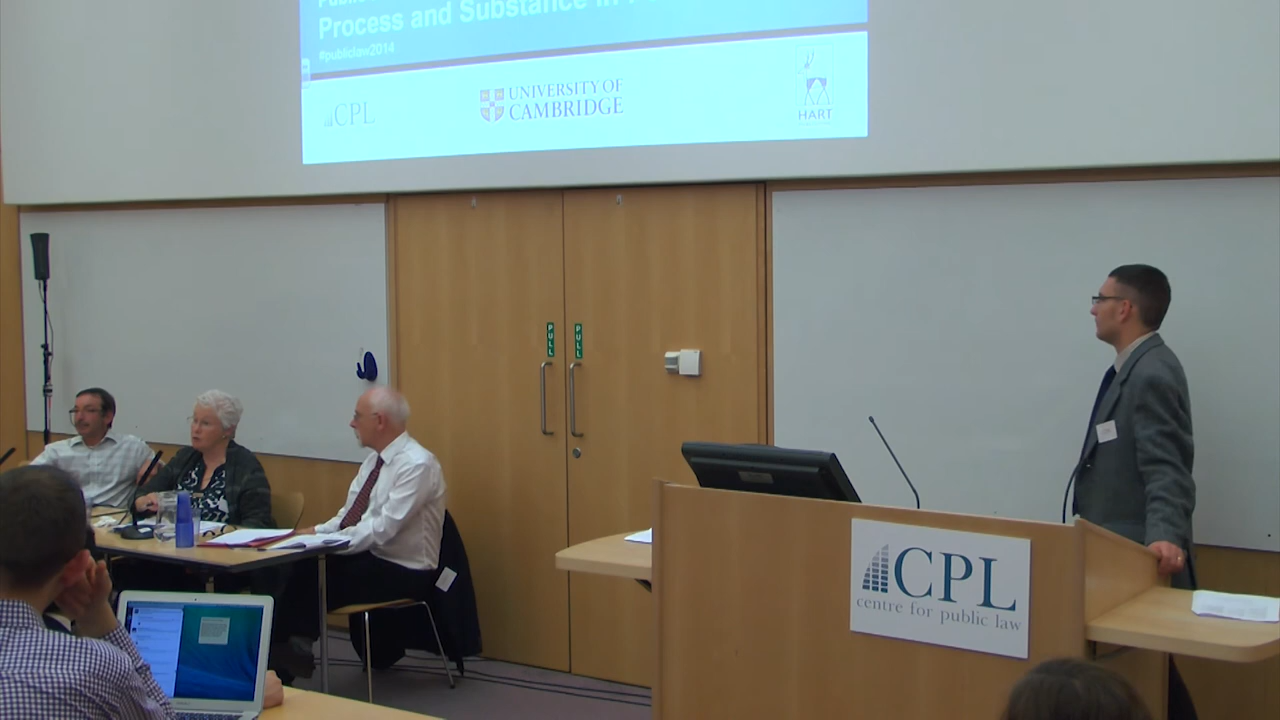 Process and Substance in
#publiclaw2014
CPL
UNIVERSITY OF
CAMBRIDGE
HART
PULL
PULL
CPL
centre for public law